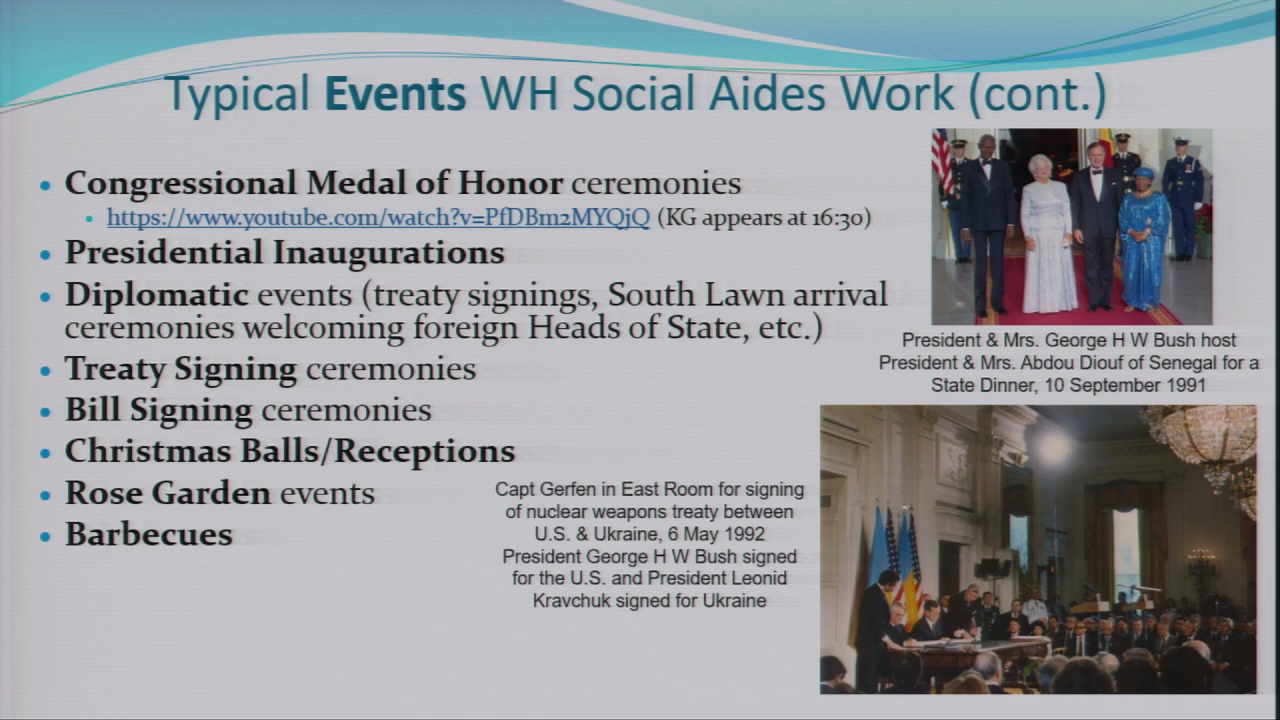 Typical Events WH Social Aides Work (cont.)
• Congressional Medal of Honor ceremonies
• https://www.youtube.com/watch?v=PfDBm2MYQjQ (KG appears at 16:30)
• Presidential Inaugurations
• Diplomatic events (treaty signings, South Lawn arrival
ceremonies welcoming foreign Heads of State, etc.)
• Treaty Signing ceremonies
• Bill Signing ceremonies
• Christmas Balls/Receptions
• Rose Garden events
• Barbecues
President & Mrs. George H W Bush host
President & Mrs. Abdou Diouf of Senegal for a
State Dinner, 10 September 1991
Capt Gerfen in East Room for signing
of nuclear weapons treaty between
U.S. & Ukraine, 6 May 1992
President George H W Bush signed
for the U.S. and President Leonid
Kravchuk signed for Ukraine